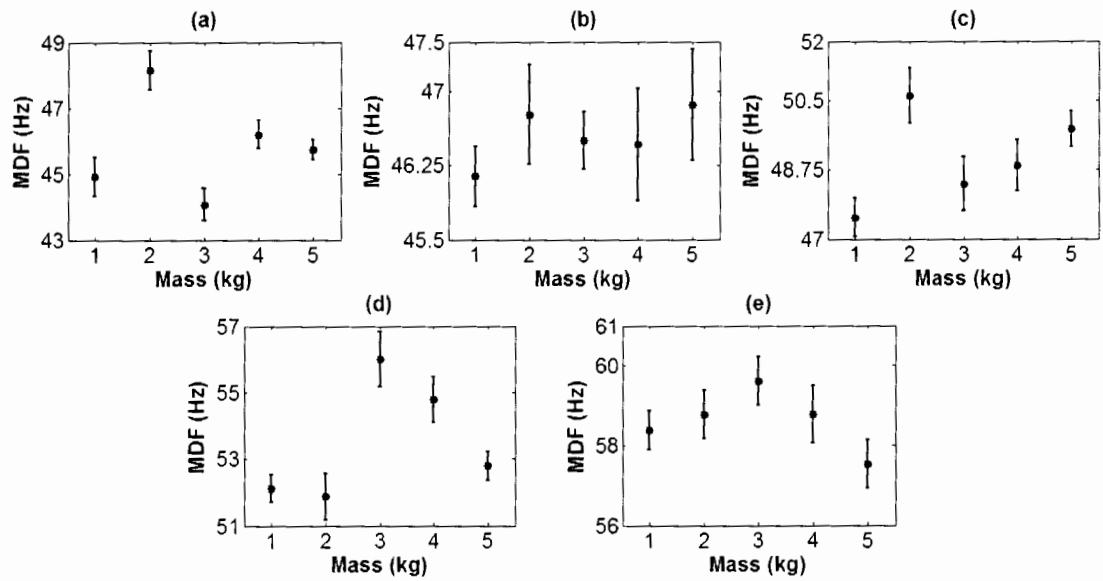 (a)
(b)
(c)
49
47
45
43
MDF (Hz)
1 2 3 4 5
Mass (kg)
47.5
47
46.25
45.5
MDF (Hz)
1 2 3 4 5
Mass (kg)
52
50.5
48.75
47
MDF (Hz)
1 2 3 4 5
Mass (kg)
(d)
(e)
57
55
53
51
MDF (Hz)
1 2 3 4 5
Mass (kg)
61
60
58
56
MDF (Hz)
1 2 3 4 5
Mass (kg)